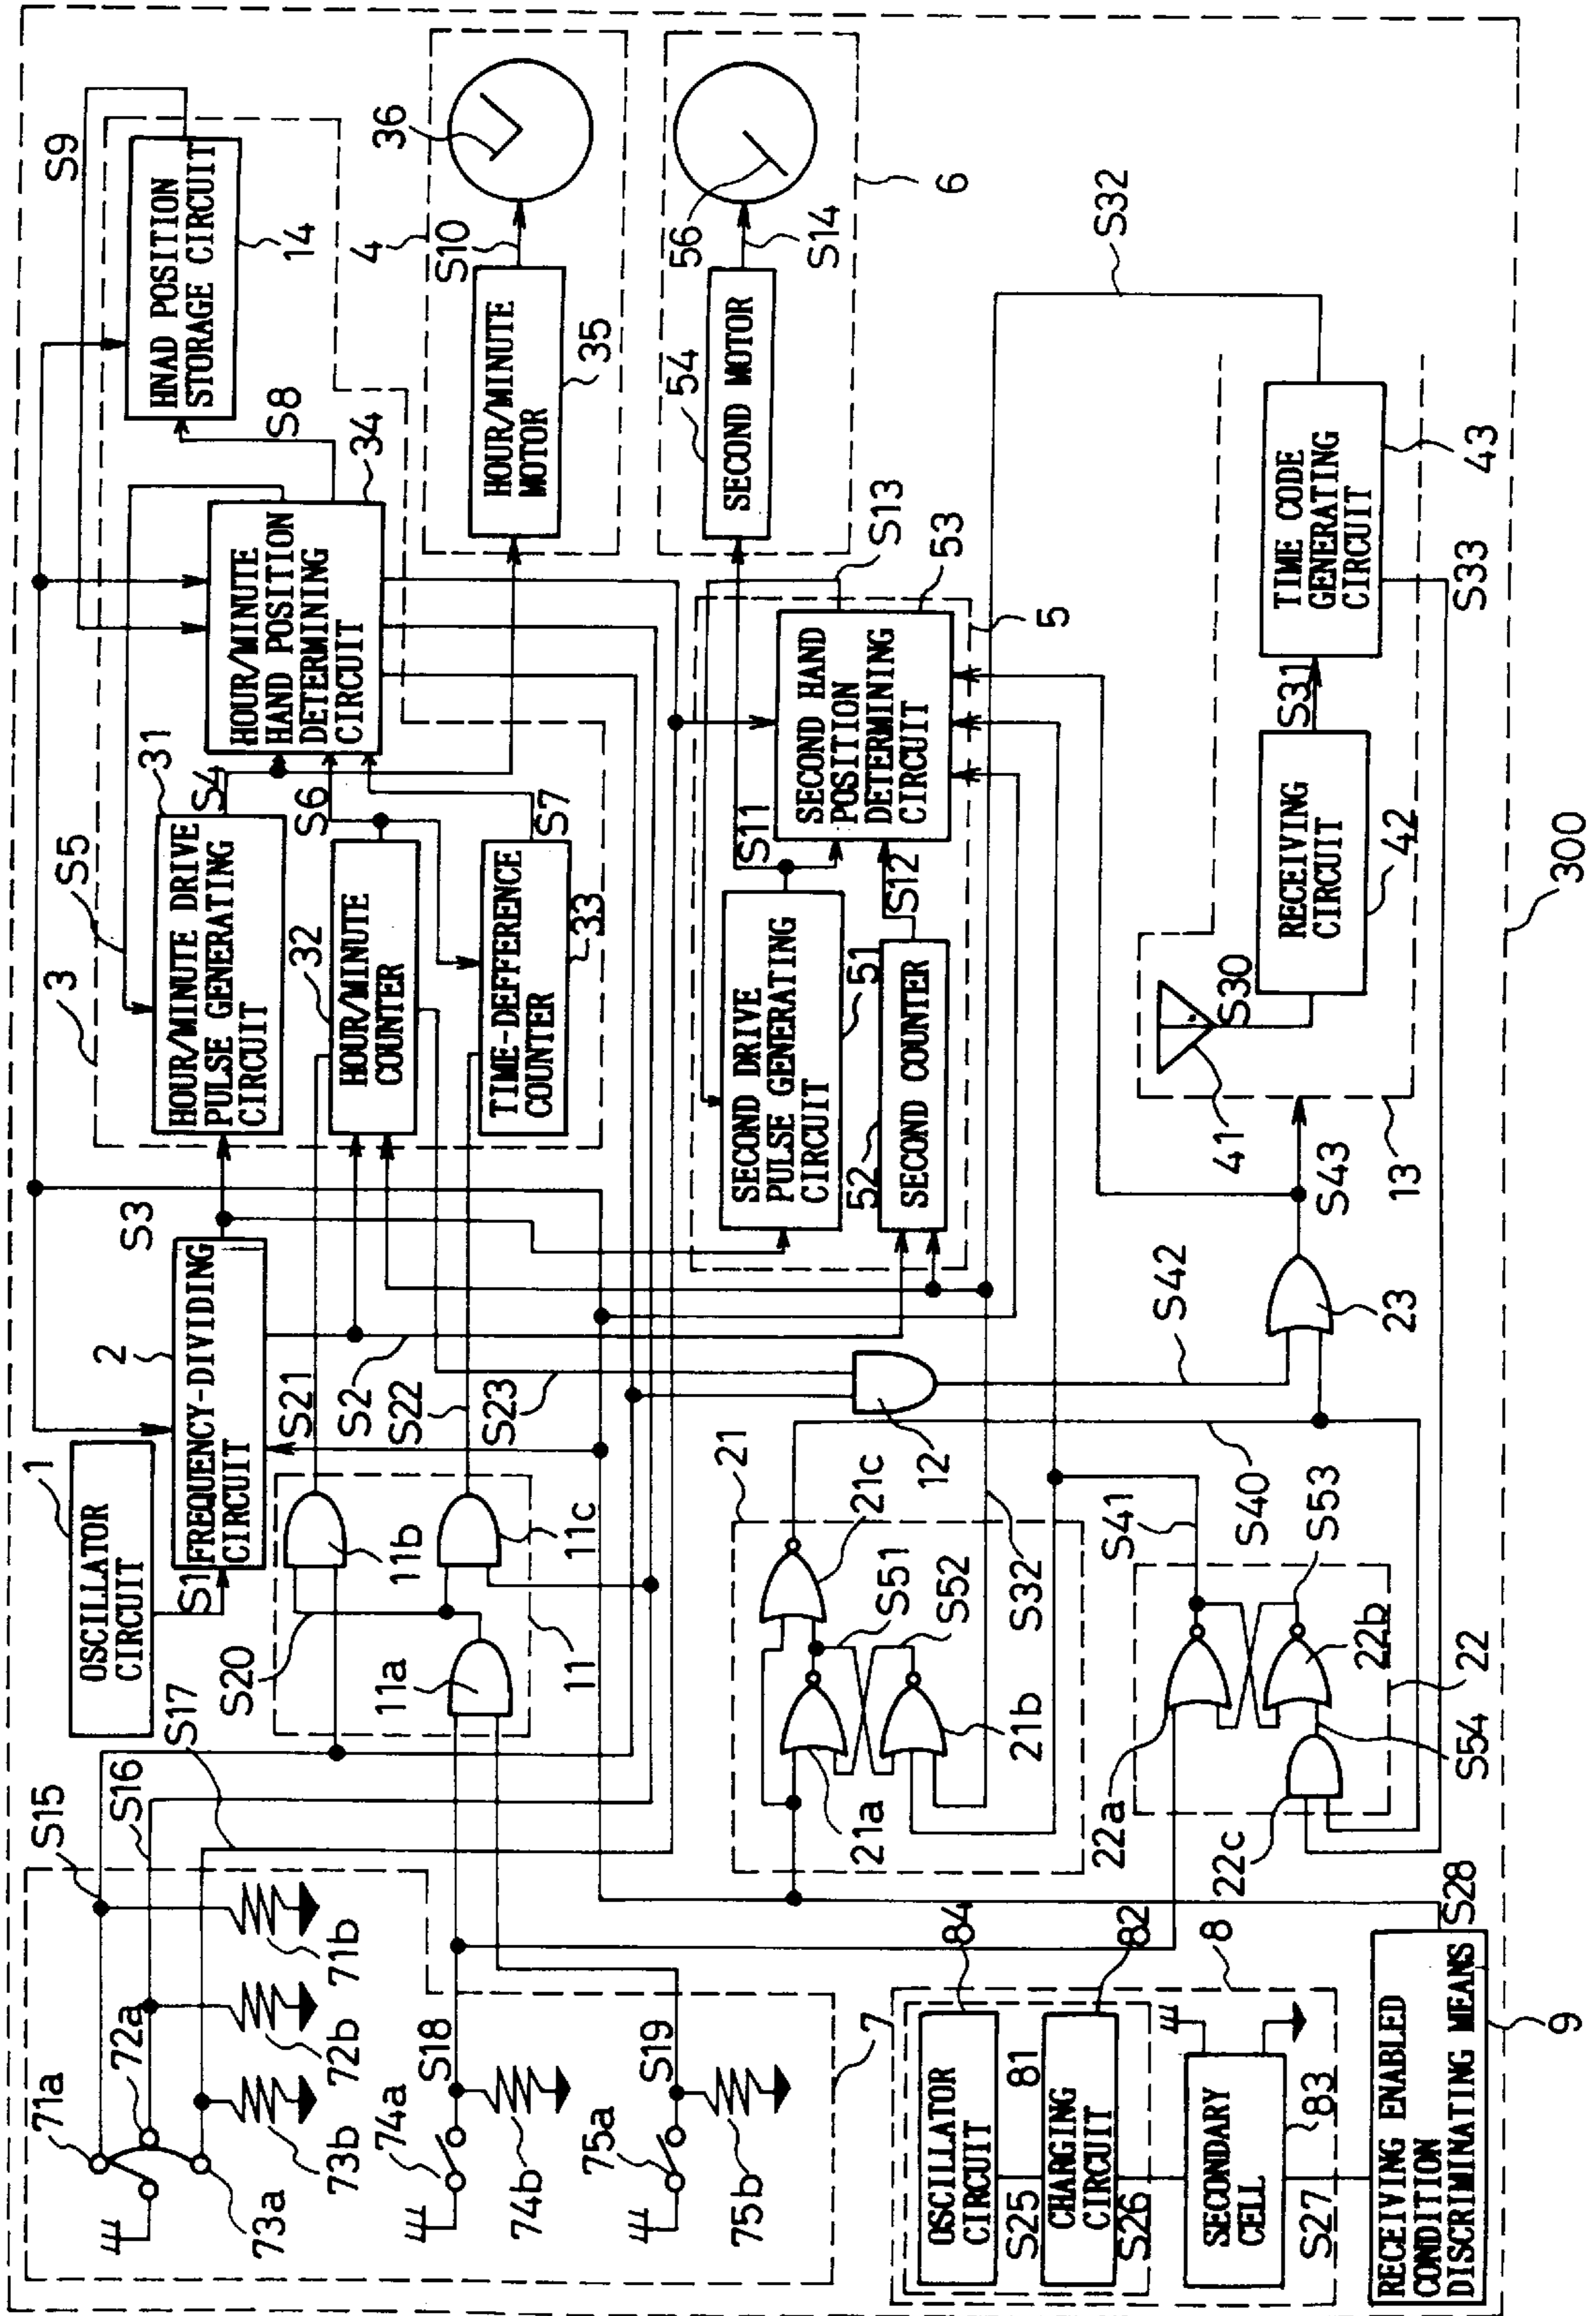 1
OSCILLATOR
CIRCUIT
S1
2
FREQUENCY-DIVIDING
CIRCUIT
S3
3
S5
HOUR/MINUTE DRIVE
PULSE GENERATING
CIRCUIT
31
S4
HOUR/MINUTE
HAND POSITION
DETERMINING
CIRCUIT
34
S8
S9
HNAD POSITION
STORAGE CIRCUIT
14
S6
32
HOUR/MINUTE
COUNTER
S7
TIME-DEFFERENCE
COUNTER
33
4
S10
HOUR/MINUTE
MOTOR
35
36
S15
S16
S17
71a
72a
73a
71b
72b
73b
S20
S21
S2
S22
S23
11a
11b
11c
11
74a
S18
74b
75a
S19
75b
7
SECOND DRIVE
PULSE GENERATING
CIRCUIT
51
S11
52
SECOND COUNTER
S12
SECOND HAND
POSITION
DETERMINING
CIRCUIT
53
S13
5
54
SECOND MOTOR
56
S14
6
S32
21
21c
S51
S52
21a
21b
12
S32
S42
S41
S40
S53
22a
22b
22c
22
S54
23
S43
13
41
S30
RECEIVING
CIRCUIT
42
S31
TIME CODE
GENERATING
CIRCUIT
43
S33
84
OSCILLATOR
CIRCUIT
S25
81
CHARGING
CIRCUIT
82
S26
8
SECONDARY
CELL
83
S27
RECEIVING ENABLED
CONDITION
DISCRIMINATING MEANS
S28
9
300